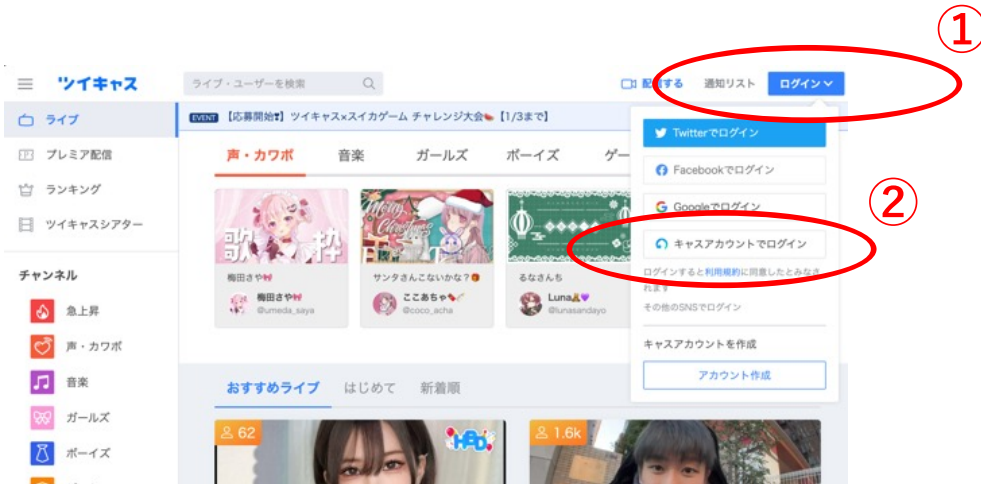 ①
ツイキャス
ライブ・ユーザーを検索
配信する 通知リスト ログイン
ライブ
EVENT 【応募開始❣】ツイキャス×スイカゲーム チャレンジ大会🍉【1/3まで】
Twitterでログイン
プレミア配信
声・カワボ 音楽 ガールズ ボーイズ ゲー
Facebookでログイン
ランキング
Googleでログイン
②
ツイキャスシアター
歌 枠
Merry Christmas
キャスアカウントでログイン
ログインすると利用規約に同意したとみなさ
れます
チャンネル
梅田さや🎀
サンタさんこないかな?
るなさんち
梅田さや🎀
@umeda_saya
ここあちゃ
@coco_acha
Luna
@lunasandayo
その他のSNSでログイン
急上昇
キャスアカウントを作成
声・カワボ
アカウント作成
音楽
おすすめライブ はじめて 新着順
ガールズ
62
HBD
1.6k
ボーイズ